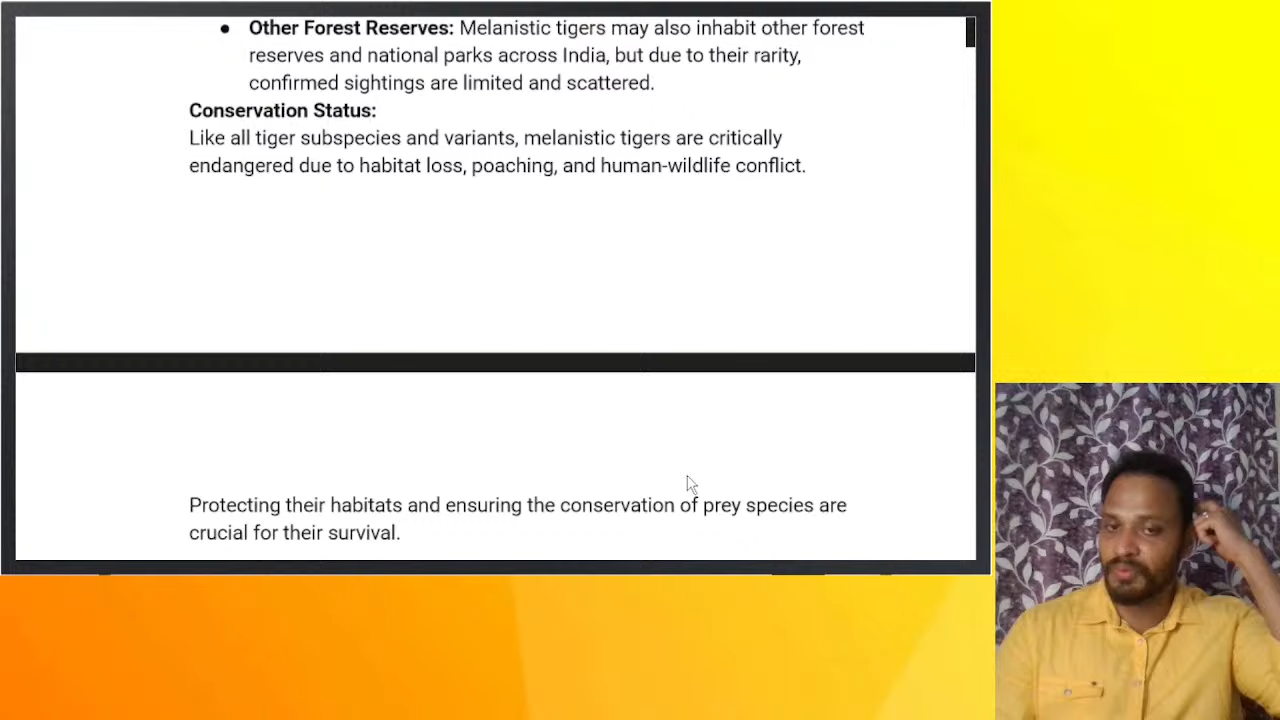 ● Other Forest Reserves: Melanistic tigers may also inhabit other forest
reserves and national parks across India, but due to their rarity,
confirmed sightings are limited and scattered.
Conservation Status:
Like all tiger subspecies and variants, melanistic tigers are critically
endangered due to habitat loss, poaching, and human-wildlife conflict.
Protecting their habitats and ensuring the conservation of prey species are
crucial for their survival.